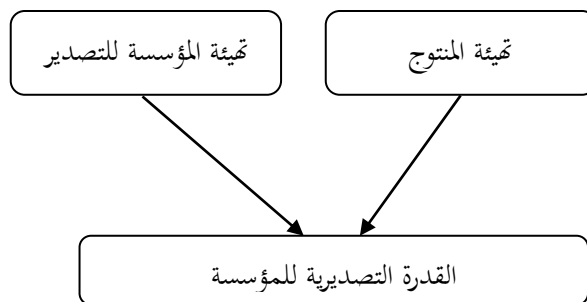 تهيئة المنتوج
تهيئة المؤسسة للتصدير
القدرة التصديرية للمؤسسة